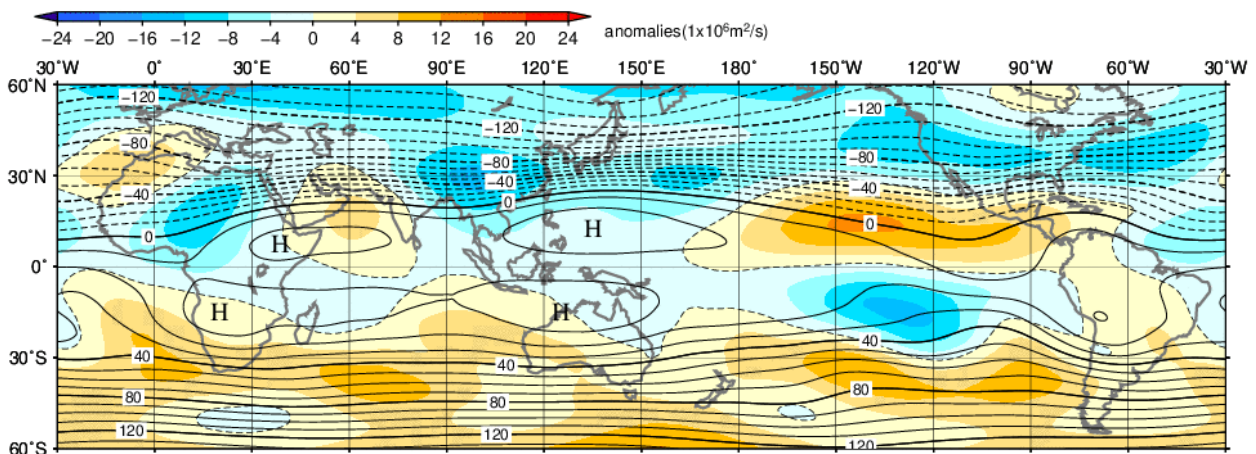 −24 −20 −16 −12 −8 −4 0 4 8 12 16 20 24 anomalies(1x10⁶m²/s)
30°W 0° 30°E 60°E 90°E 120°E 150°E 180 150°W 120°W 90°W 60°W 30°W
60°N
−120 −120
−120
−80 −80 −80
30°N
−40 −40 −40
0 0 0
H H
0°
H H
30°S
40 40 40
80 80 80
120 120 120
60°S